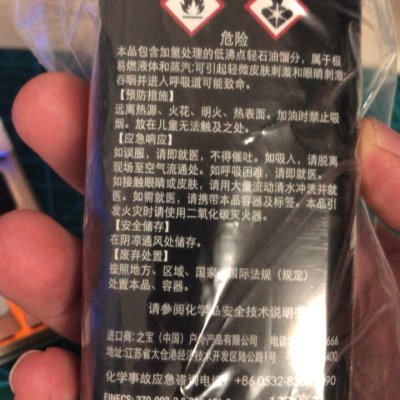 危险
本品包含加氢处理的低沸点轻石油馏分，属于极
易燃液体和蒸汽;可引起轻微皮肤刺激和眼睛刺激
吞咽并进入呼吸道可能致命。
【预防措施】
远离热源、火花、明火、热表面。加油时禁止吸
烟。放在儿童无法触及之处。
【应急响应】
如误服，请即就医，不得催吐。如吸入，请脱离
现场至空气流通处。如呼吸困难，请即就医。
如接触眼睛或皮肤，请用大量流动清水冲洗并就
医。如需就医，请携带本品容器及标签。本品引
发火灾时请使用二氧化碳灭火器。
【安全储存】
在阴凉通风处储存。
【废弃处置】
按照地方、区域、国家 国际法规（规定）
处置本品、容器。
请参阅化学品安全技术说明书
进口商：之宝（中国）户外产品有限公司 电话 666
地址:江苏省太仓港经济技术开发区陆公路1号 400
化学事故应急咨询电话：+86 0532-83 90